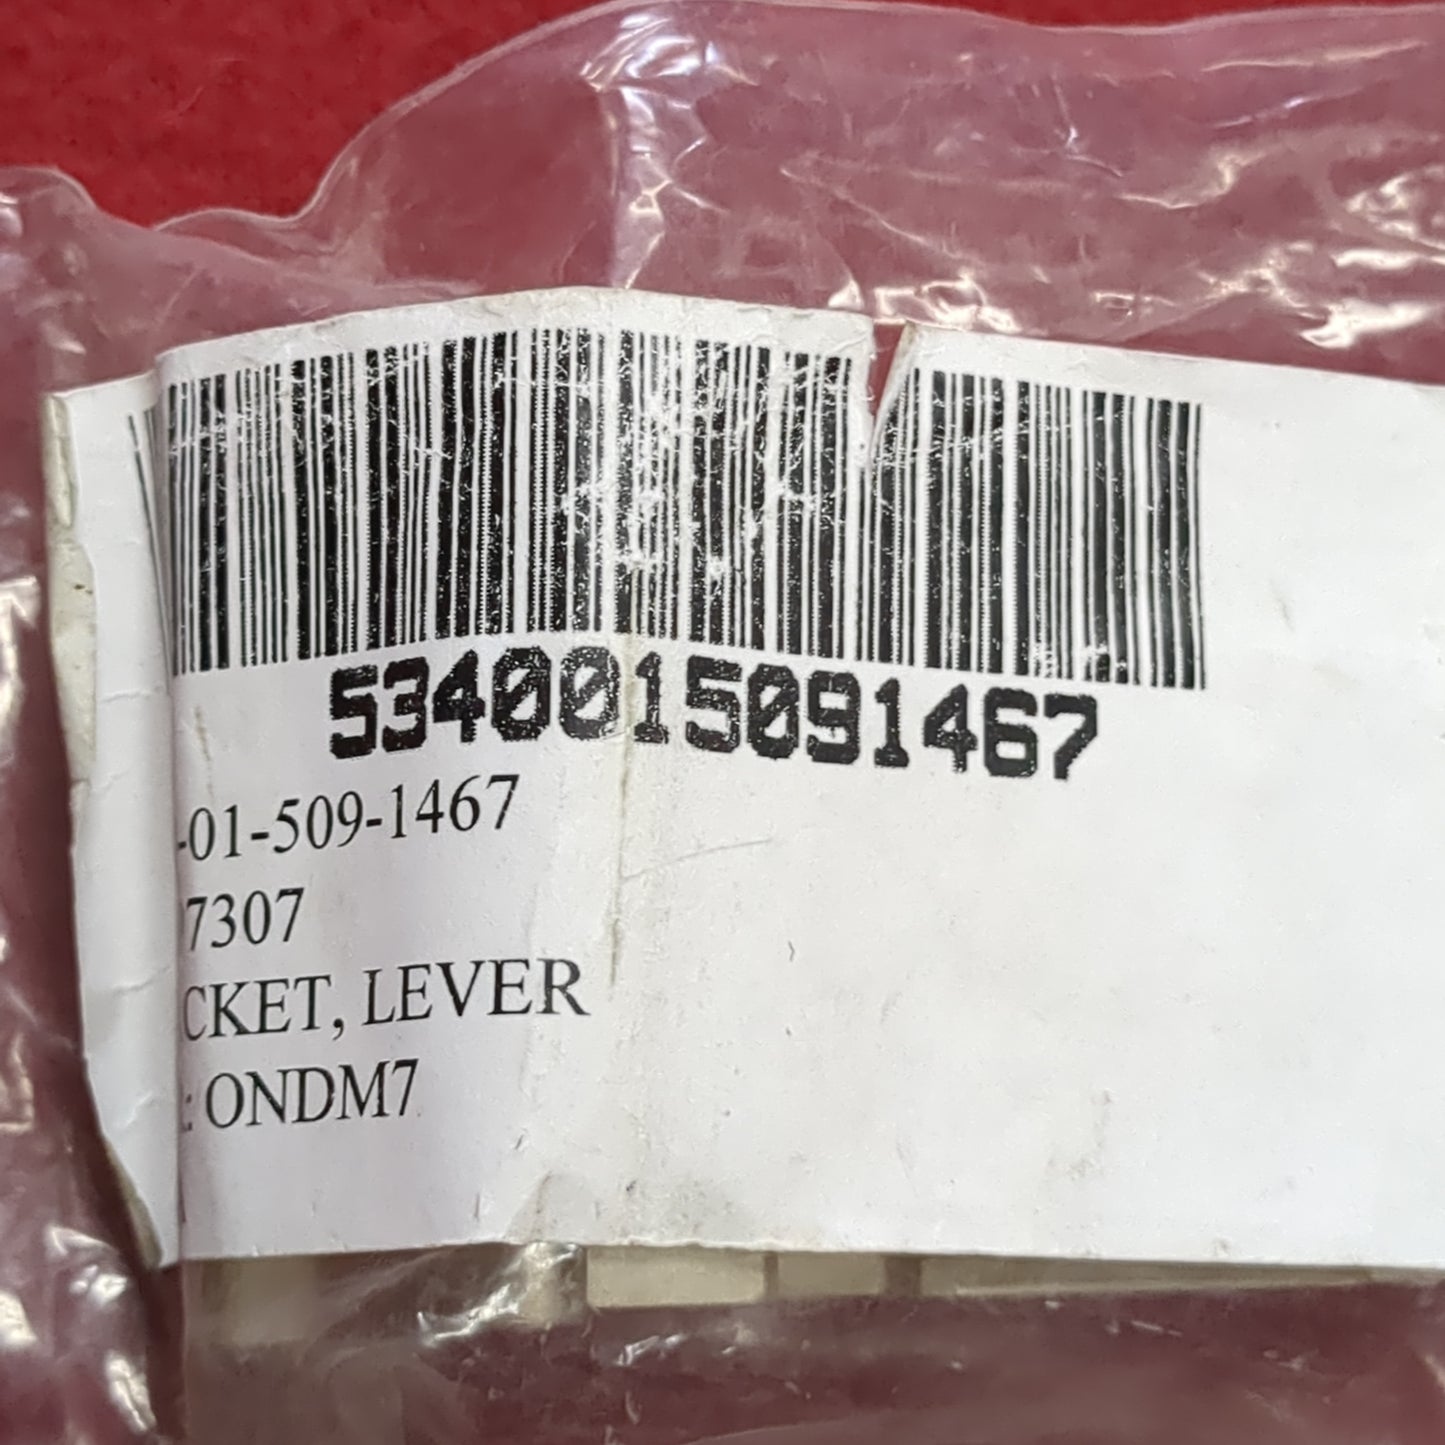 5340015091467
-01-509-1467
7307
CKET, LEVER
: ONDM7